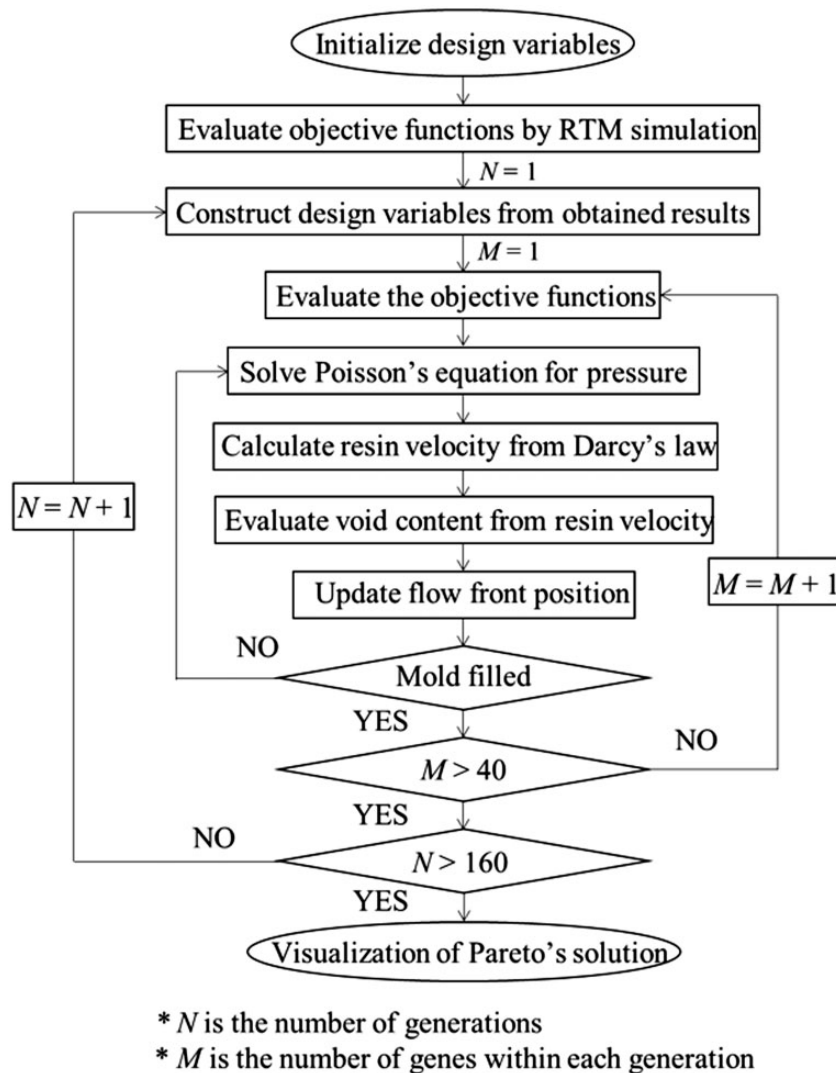 Initialize design variables
Evaluate objective functions by RTM simulation
N = 1
Construct design variables from obtained results
M = 1
Evaluate the objective functions
Solve Poisson’s equation for pressure
Calculate resin velocity from Darcy’s law
N = N + 1
Evaluate void content from resin velocity
M = M + 1
Update flow front position
NO
Mold filled
YES
NO
M > 40
YES
NO
N > 160
YES
Visualization of Pareto’s solution
* N is the number of generations
* M is the number of genes within each generation